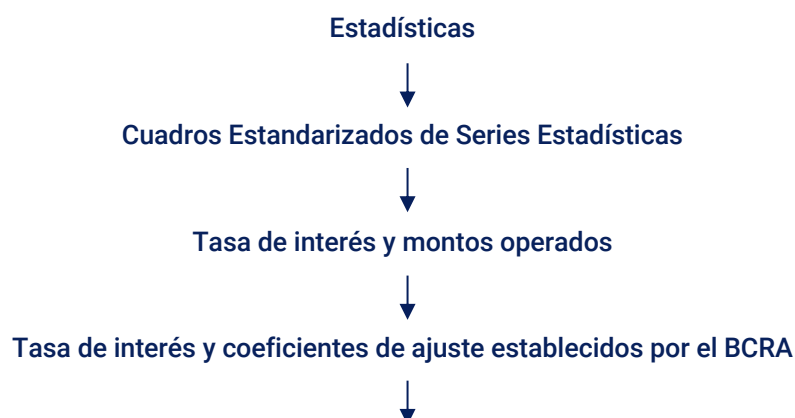 Estadísticas
Cuadros Estandarizados de Series Estadísticas
Tasa de interés y montos operados
Tasa de interés y coeficientes de ajuste establecidos por el BCRA